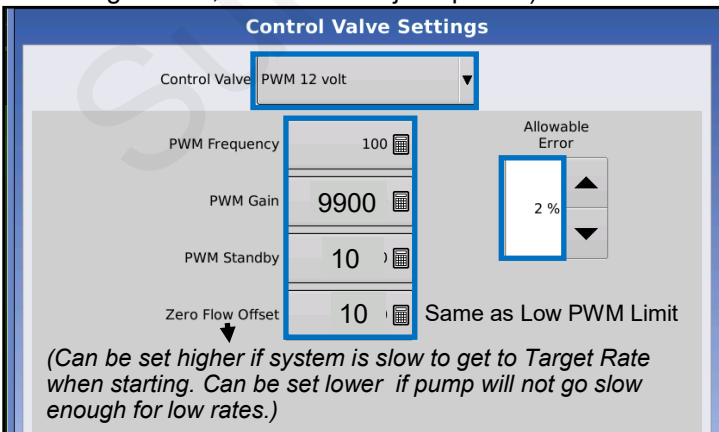 Control Valve Settings
Control Valve PWM 12 volt
PWM Frequency 100
Allowable
Error
PWM Gain 9900
2 %
PWM Standby 10
Zero Flow Offset 10 Same as Low PWM Limit
(Can be set higher if system is slow to get to Target Rate
when starting. Can be set lower if pump will not go slow
enough for low rates.)